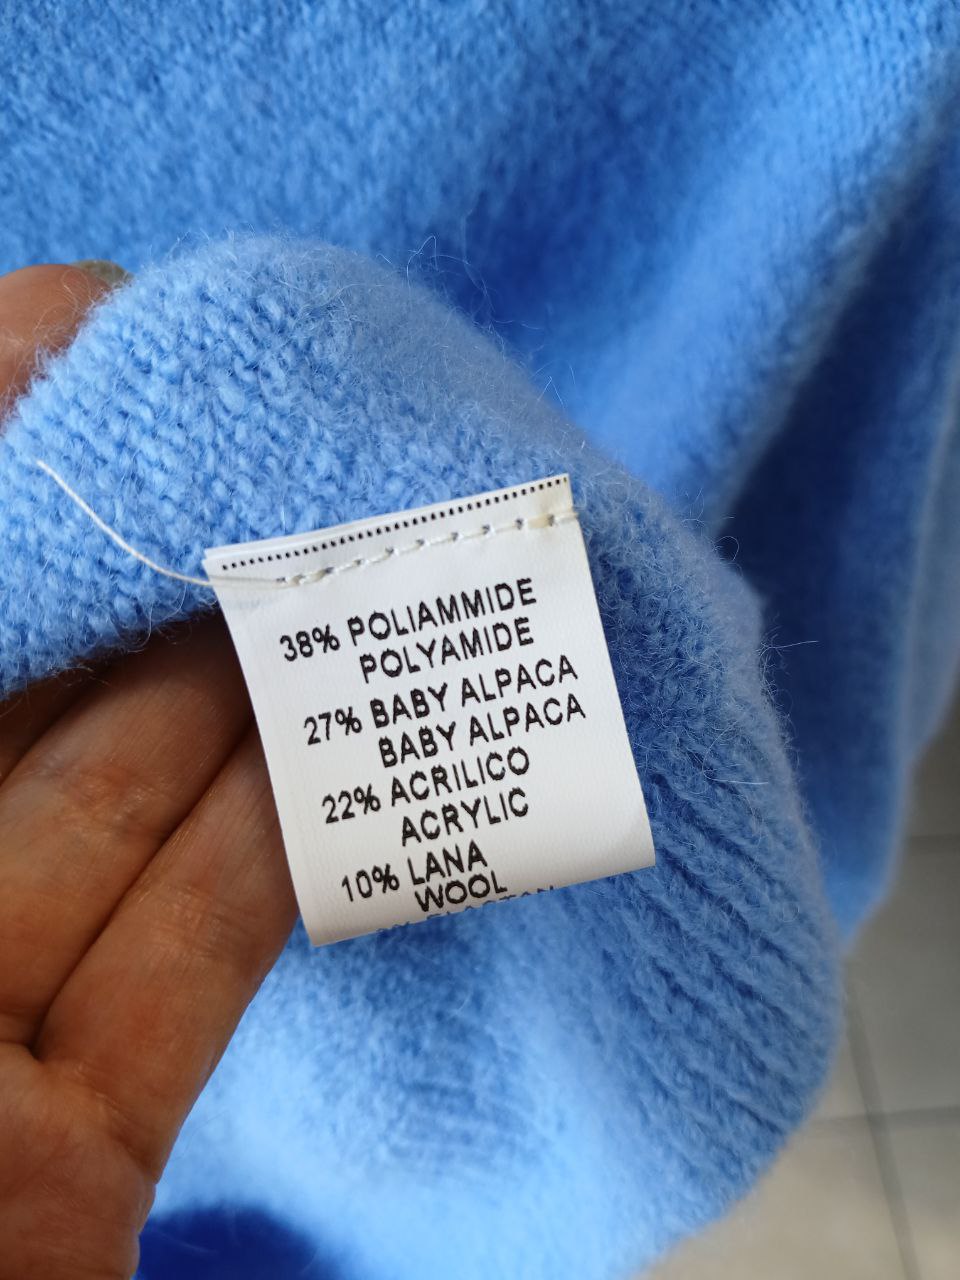 38% POLIAMMIDE
POLYAMIDE
27% BABY ALPACA
BABY ALPACA
22% ACRILICO
ACRYLIC
10% LANA
WOOL